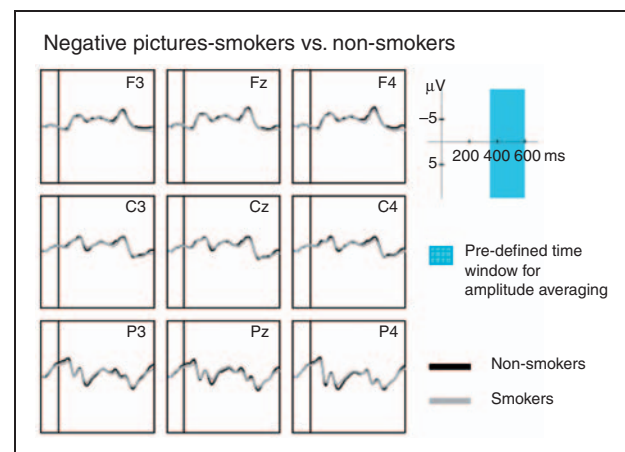 Negative pictures-smokers vs. non-smokers
F3 Fz F4
μV
−5
200 400 600 ms
5
C3 Cz C4
Pre-defined time
window for
amplitude averaging
P3 Pz P4
Non-smokers
Smokers